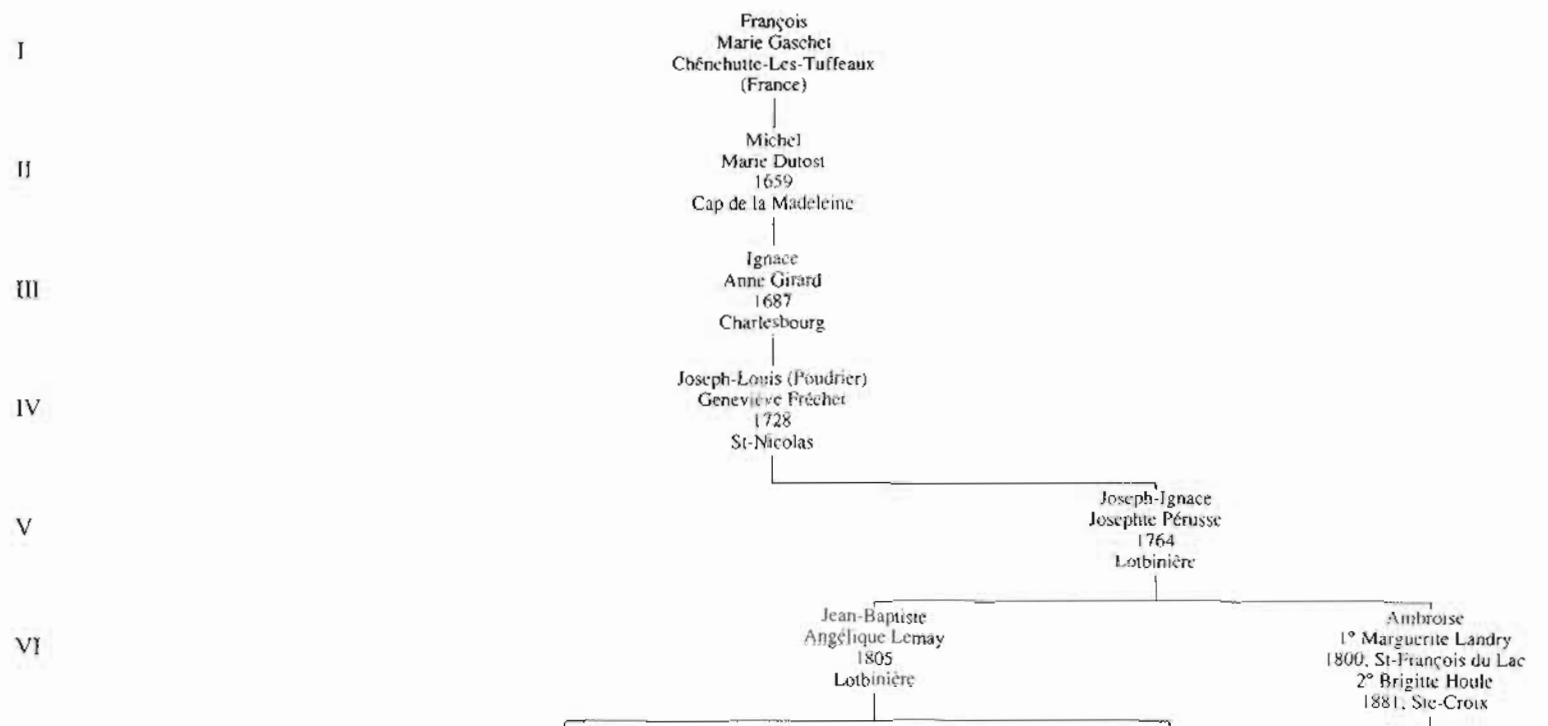 I
François
Marie Gaschet
Chênehutte-Les-Tuffeaux
(France)
II
Michel
Marie Dutost
1659
Cap de la Madeleine
III
Ignace
Anne Girard
1687
Charlesbourg
IV
Joseph-Louis (Poudrier)
Geneviève Fréchet
1728
St-Nicolas
V
Joseph-Ignace
Josephte Pérusse
1764
Lotbinière
VI
Jean-Baptiste
Angélique Lemay
1805
Lotbinière
Ambroise
1° Marguerite Landry
1800, St-François du Lac
2° Brigitte Houle
1881, Ste-Croix